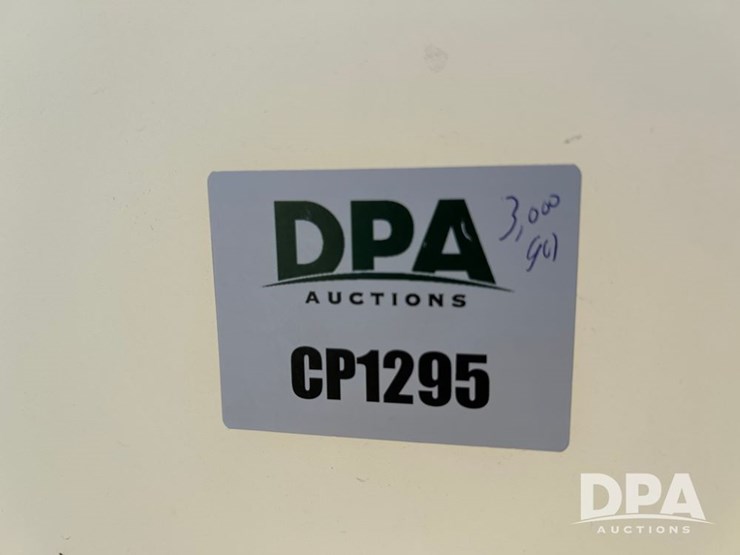 DPA
AUCTIONS
3,000
gal
CP1295
DPA
AUCTIONS